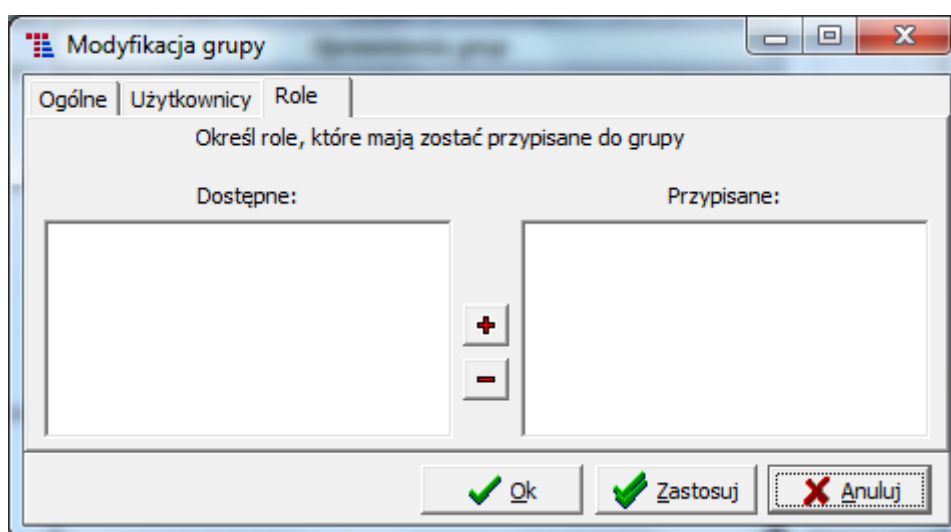 Modyfikacja grupy
Ogólne Użytkownicy Role
Określ role, które mają zostać przypisane do grupy
Dostępne: Przypisane:
Ok Zastosuj Anuluj